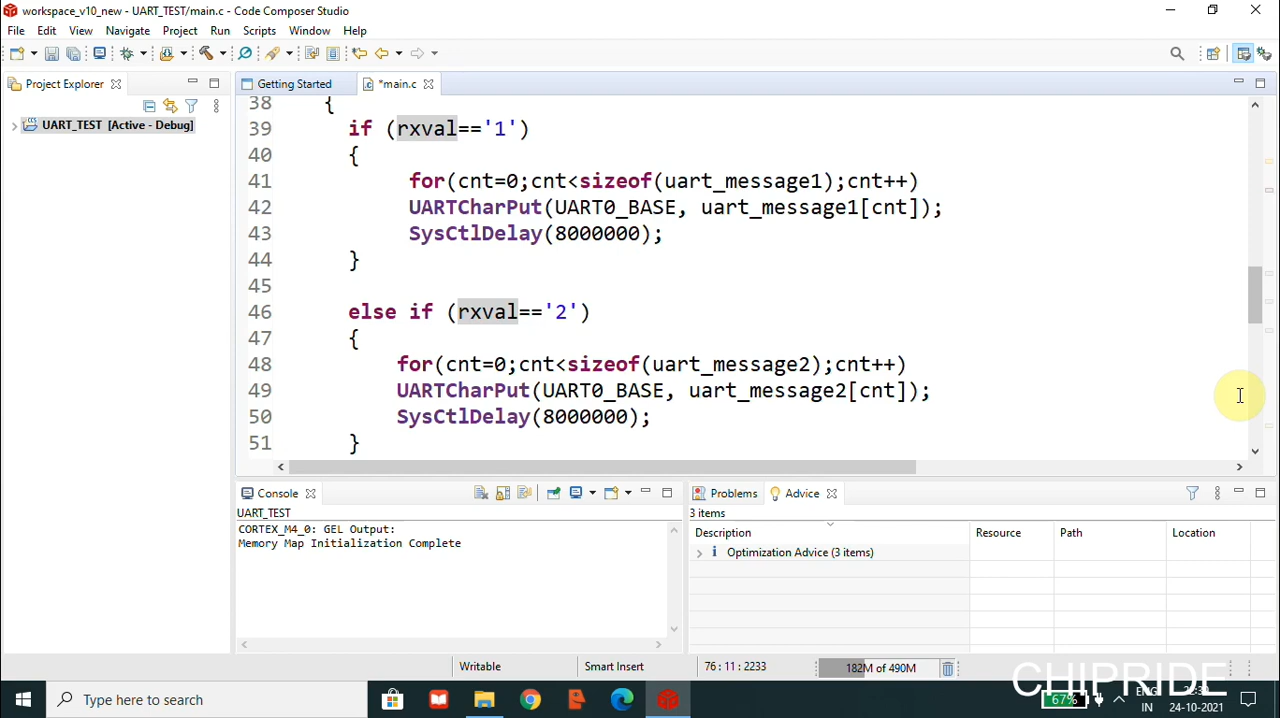 workspace_v10_new - UART_TEST/main.c - Code Composer Studio
File Edit View Navigate Project Run Scripts Window Help
Project Explorer
Getting Started
*main.c
UART_TEST [Active - Debug]
38 {
39 if (rxval=='1')
40 {
41 for(cnt=0;cnt<sizeof(uart_message1);cnt++)
42 UARTCharPut(UART0_BASE, uart_message1[cnt]);
43 SysCtlDelay(8000000);
44 }
45
46 else if (rxval=='2')
47 {
48 for(cnt=0;cnt<sizeof(uart_message2);cnt++)
49 UARTCharPut(UART0_BASE, uart_message2[cnt]);
50 SysCtlDelay(8000000);
51 }
Console
UART_TEST
CORTEX_M4_0: GEL Output:
Memory Map Initialization Complete
Problems
Advice
3 items
Description Resource Path Location
Optimization Advice (3 items)
Writable Smart Insert 76 : 11 : 2233 182M of 490M
CHIPRIDE
Type here to search
67%
ENG
IN
24-10-2021